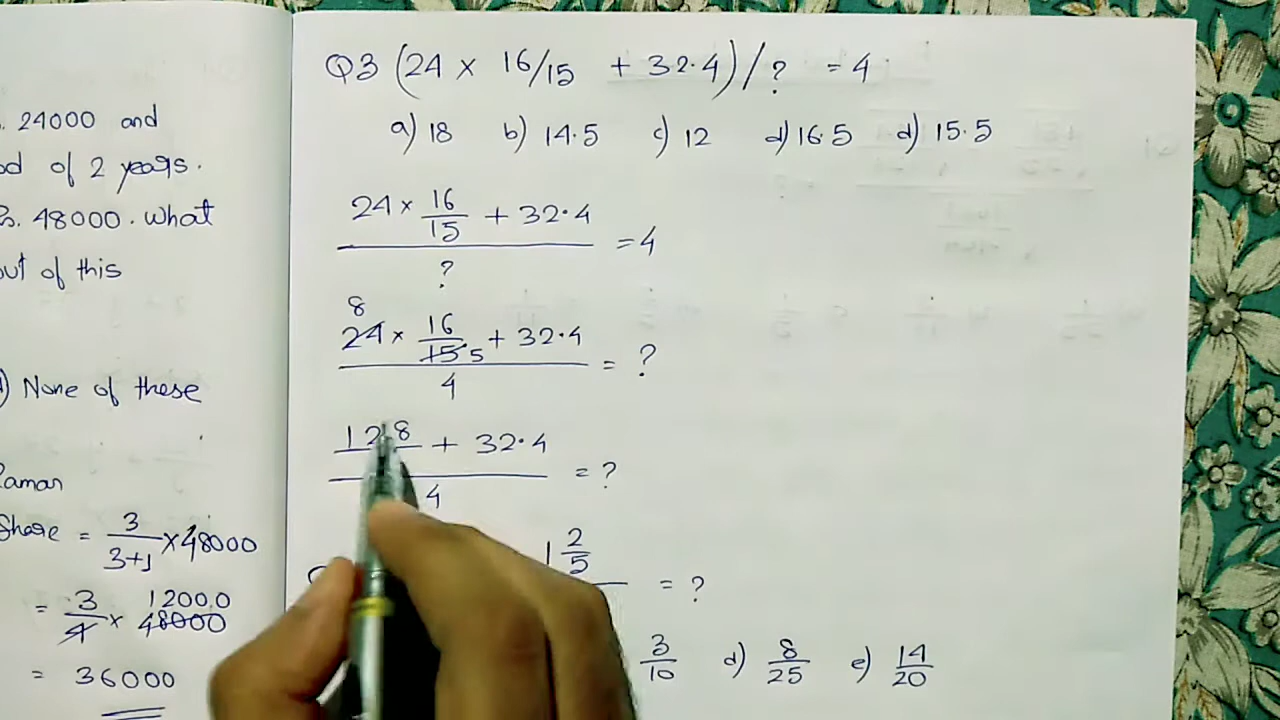 . 24000 and
od of 2 years.
Rs. 48000. What
out of this
) None of these
Raman
Share = 3/(3+1) × 48000
= 3/4 × 48000 12000
= 36000
Q3 (24 × 16/15 + 32.4) / ? = 4
a) 18 b) 14.5 c) 12 d) 16.5 d) 15.5
24 × 16/15 + 32.4
? = 4
8
24 × 16/15 5 + 32.4
4 = ?
128 + 32.4
4 = ?
1 2/5 = ?
3/10 d) 8/25 e) 14/20